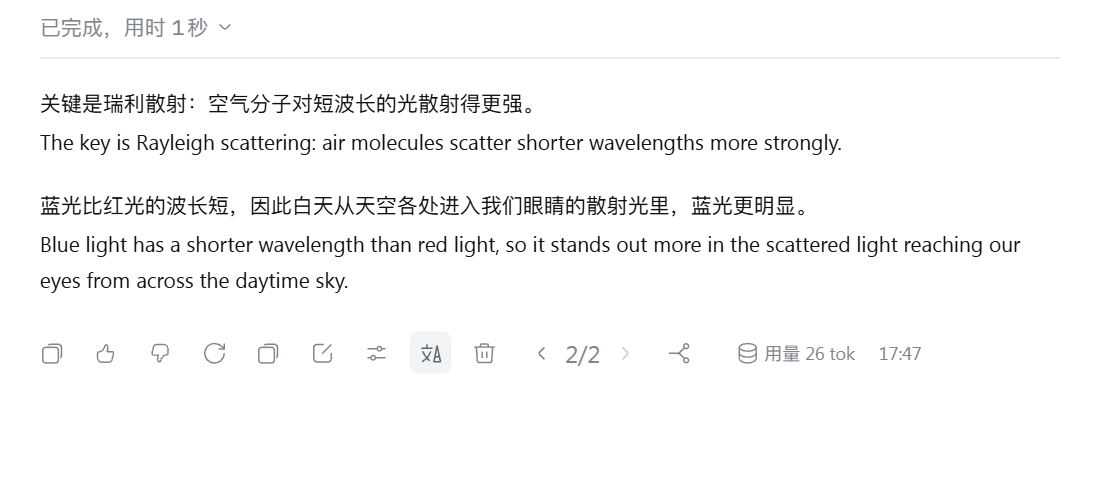 已完成，用时 1秒
关键是瑞利散射：空气分子对短波长的光散射得更强。
The key is Rayleigh scattering: air molecules scatter shorter wavelengths more strongly.
蓝光比红光的波长短，因此白天从天空各处进入我们眼睛的散射光里，蓝光更明显。
Blue light has a shorter wavelength than red light, so it stands out more in the scattered light reaching our
eyes from across the daytime sky.
2/2 用量 26 tok 17:47